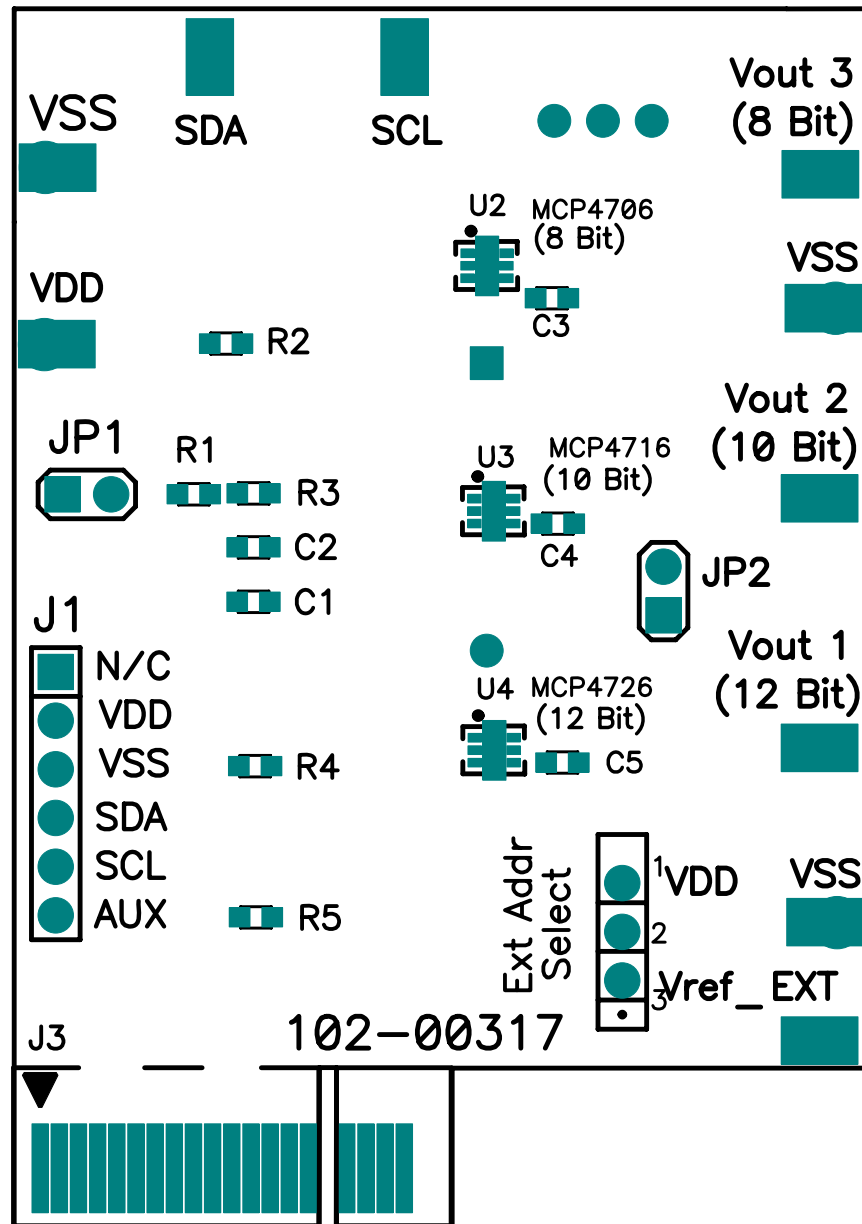 Vout 3
(8 Bit)
VSS
SDA
SCL
U2
MCP4706
(8 Bit)
VSS
VDD
C3
R2
Vout 2
(10 Bit)
JP1
R1
U3
MCP4716
(10 Bit)
R3
C2
C4
JP2
C1
J1
N/C
VDD
VSS
SDA
SCL
AUX
Vout 1
(12 Bit)
U4
MCP4726
(12 Bit)
R4
C5
Ext Addr
Select
1
VDD
2
3
Vref_EXT
VSS
R5
J3
102-00317